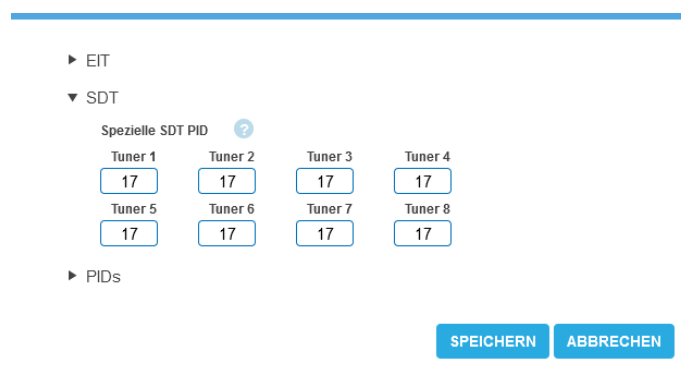 EIT
SDT
Spezielle SDT PID ?
Tuner 1 Tuner 2 Tuner 3 Tuner 4
17 17 17 17
Tuner 5 Tuner 6 Tuner 7 Tuner 8
17 17 17 17
PIDs
SPEICHERN ABBRECHEN